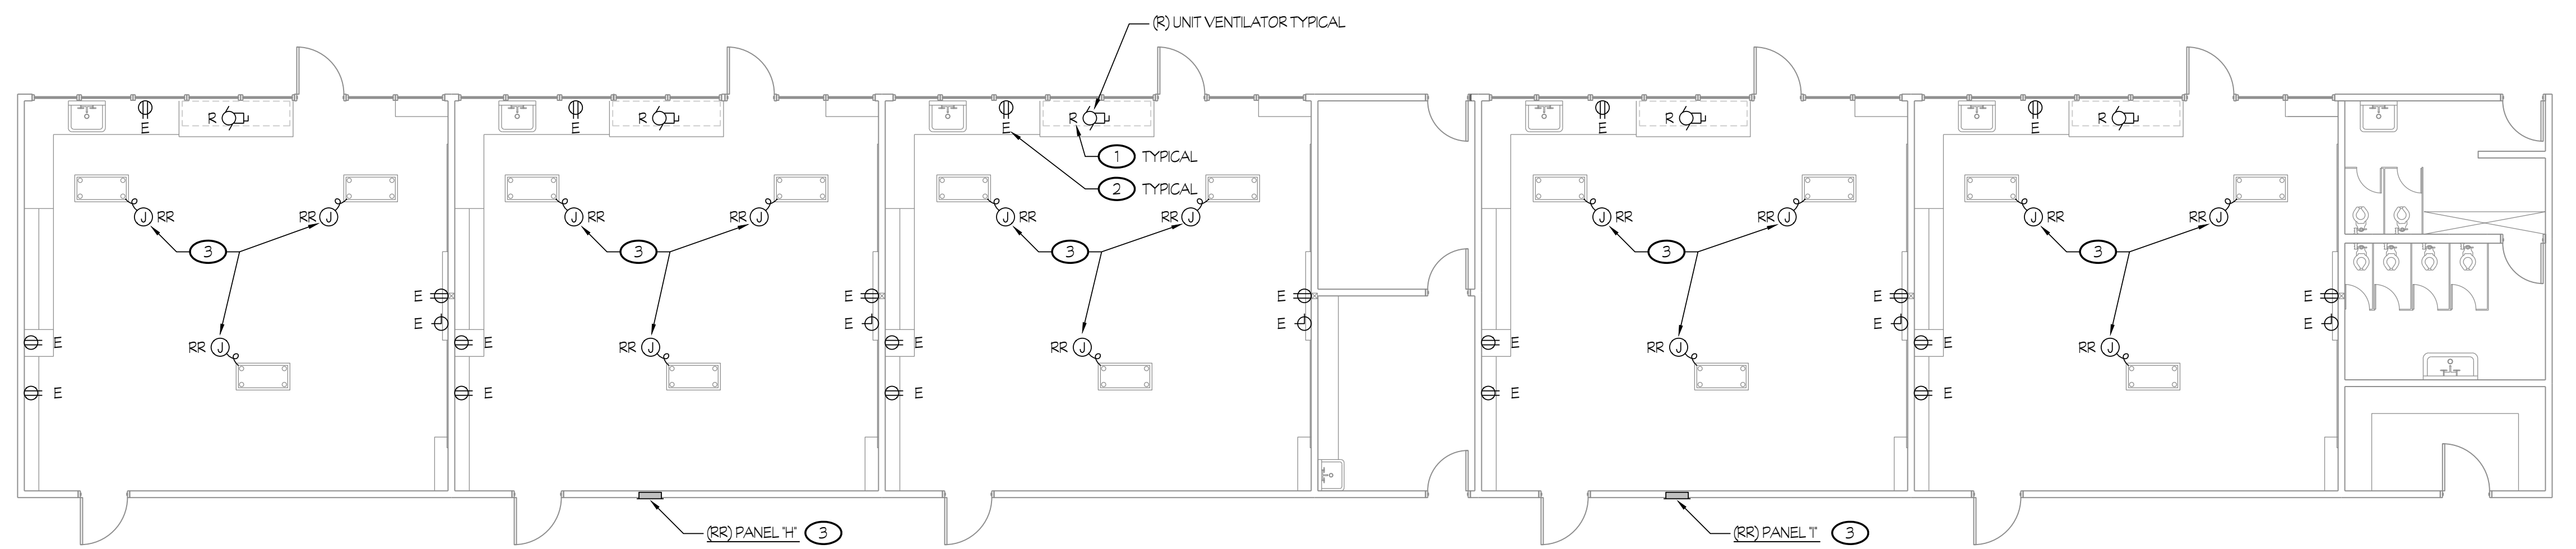 (R) UNIT VENTILATOR TYPICAL
E R E R E R E R E R
1 TYPICAL
2 TYPICAL
J RR RR J J RR RR J J RR RR J J RR RR J J RR RR J
3 3 3 3 3
E E E E E
E E E E E
E E E E E
RR J RR J RR J RR J RR J
E E E E E
(RR) PANEL "H" 3 (RR) PANEL "I" 3